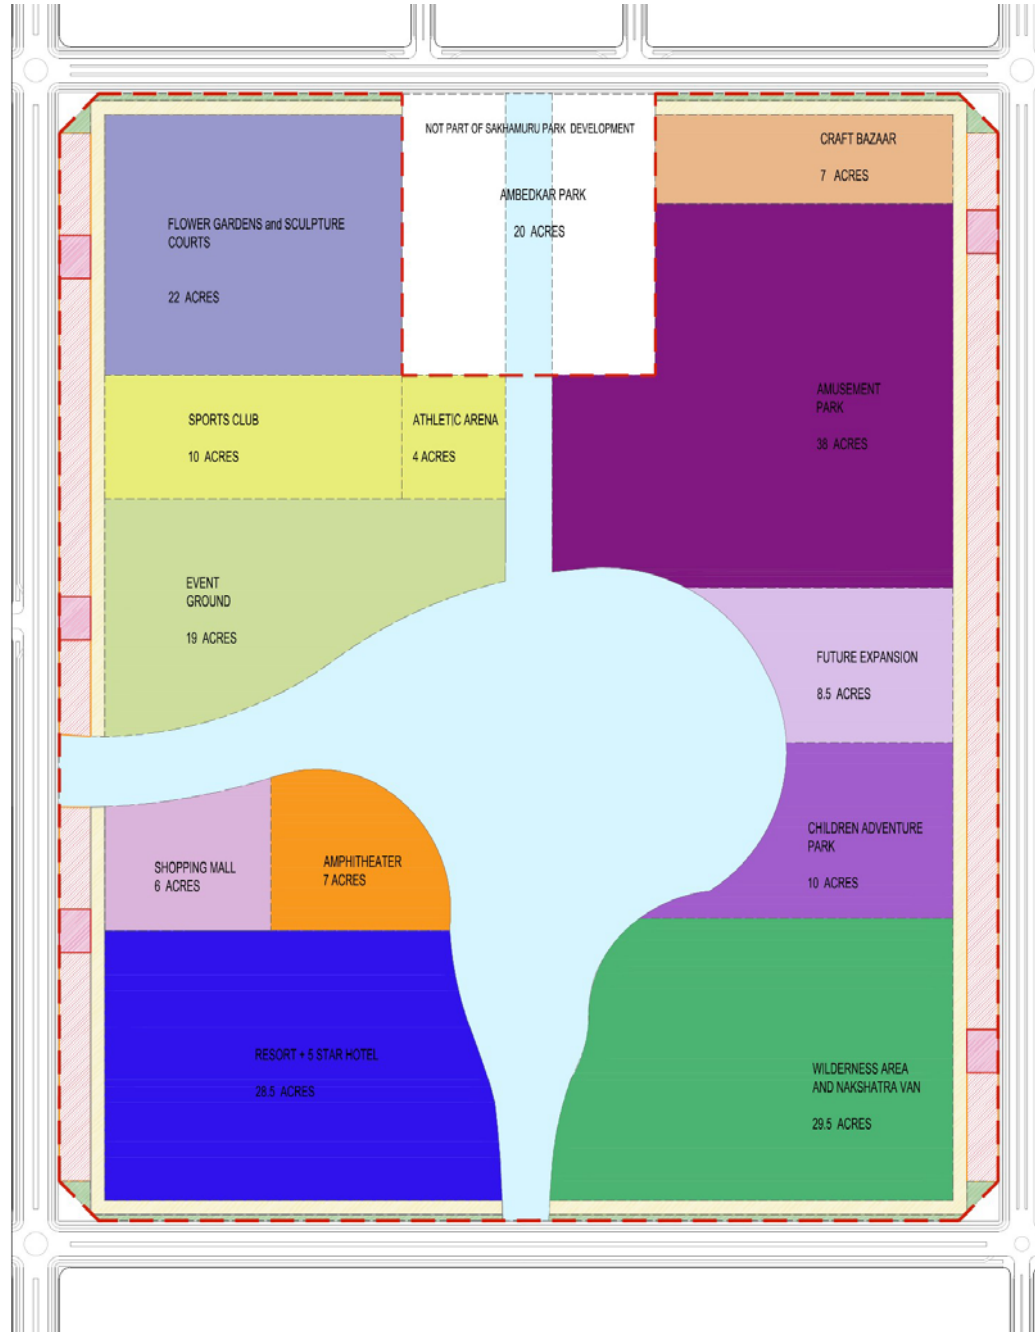 NOT PART OF SAKHAMURU PARK DEVELOPMENT
AMBEDKAR PARK
20 ACRES
CRAFT BAZAAR
7 ACRES
FLOWER GARDENS and SCULPTURE
COURTS
22 ACRES
AMUSEMENT
PARK
38 ACRES
SPORTS CLUB
10 ACRES
ATHLETIC ARENA
4 ACRES
EVENT
GROUND
19 ACRES
FUTURE EXPANSION
8.5 ACRES
CHILDREN ADVENTURE
PARK
10 ACRES
SHOPPING MALL
6 ACRES
AMPHITHEATER
7 ACRES
RESORT + 5 STAR HOTEL
28.5 ACRES
WILDERNESS AREA
AND NAKSHATRA VAN
29.5 ACRES